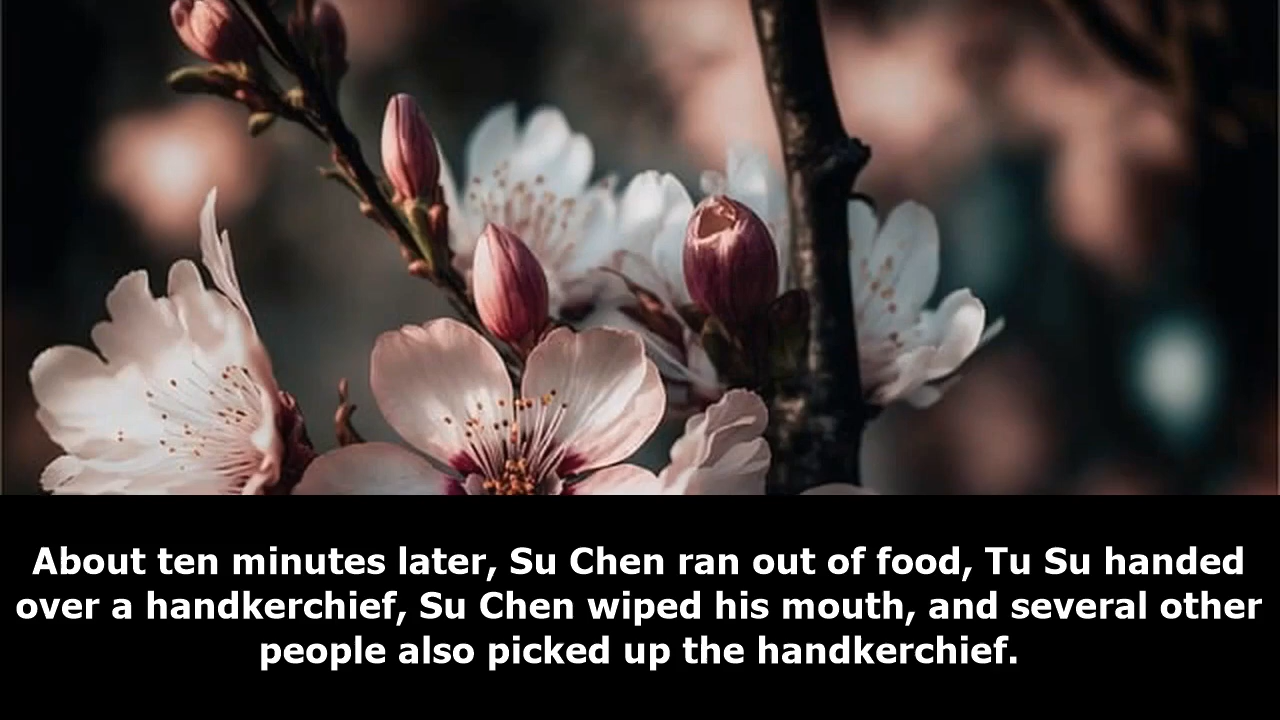 About ten minutes later, Su Chen ran out of food, Tu Su handed
over a handkerchief, Su Chen wiped his mouth, and several other
people also picked up the handkerchief.